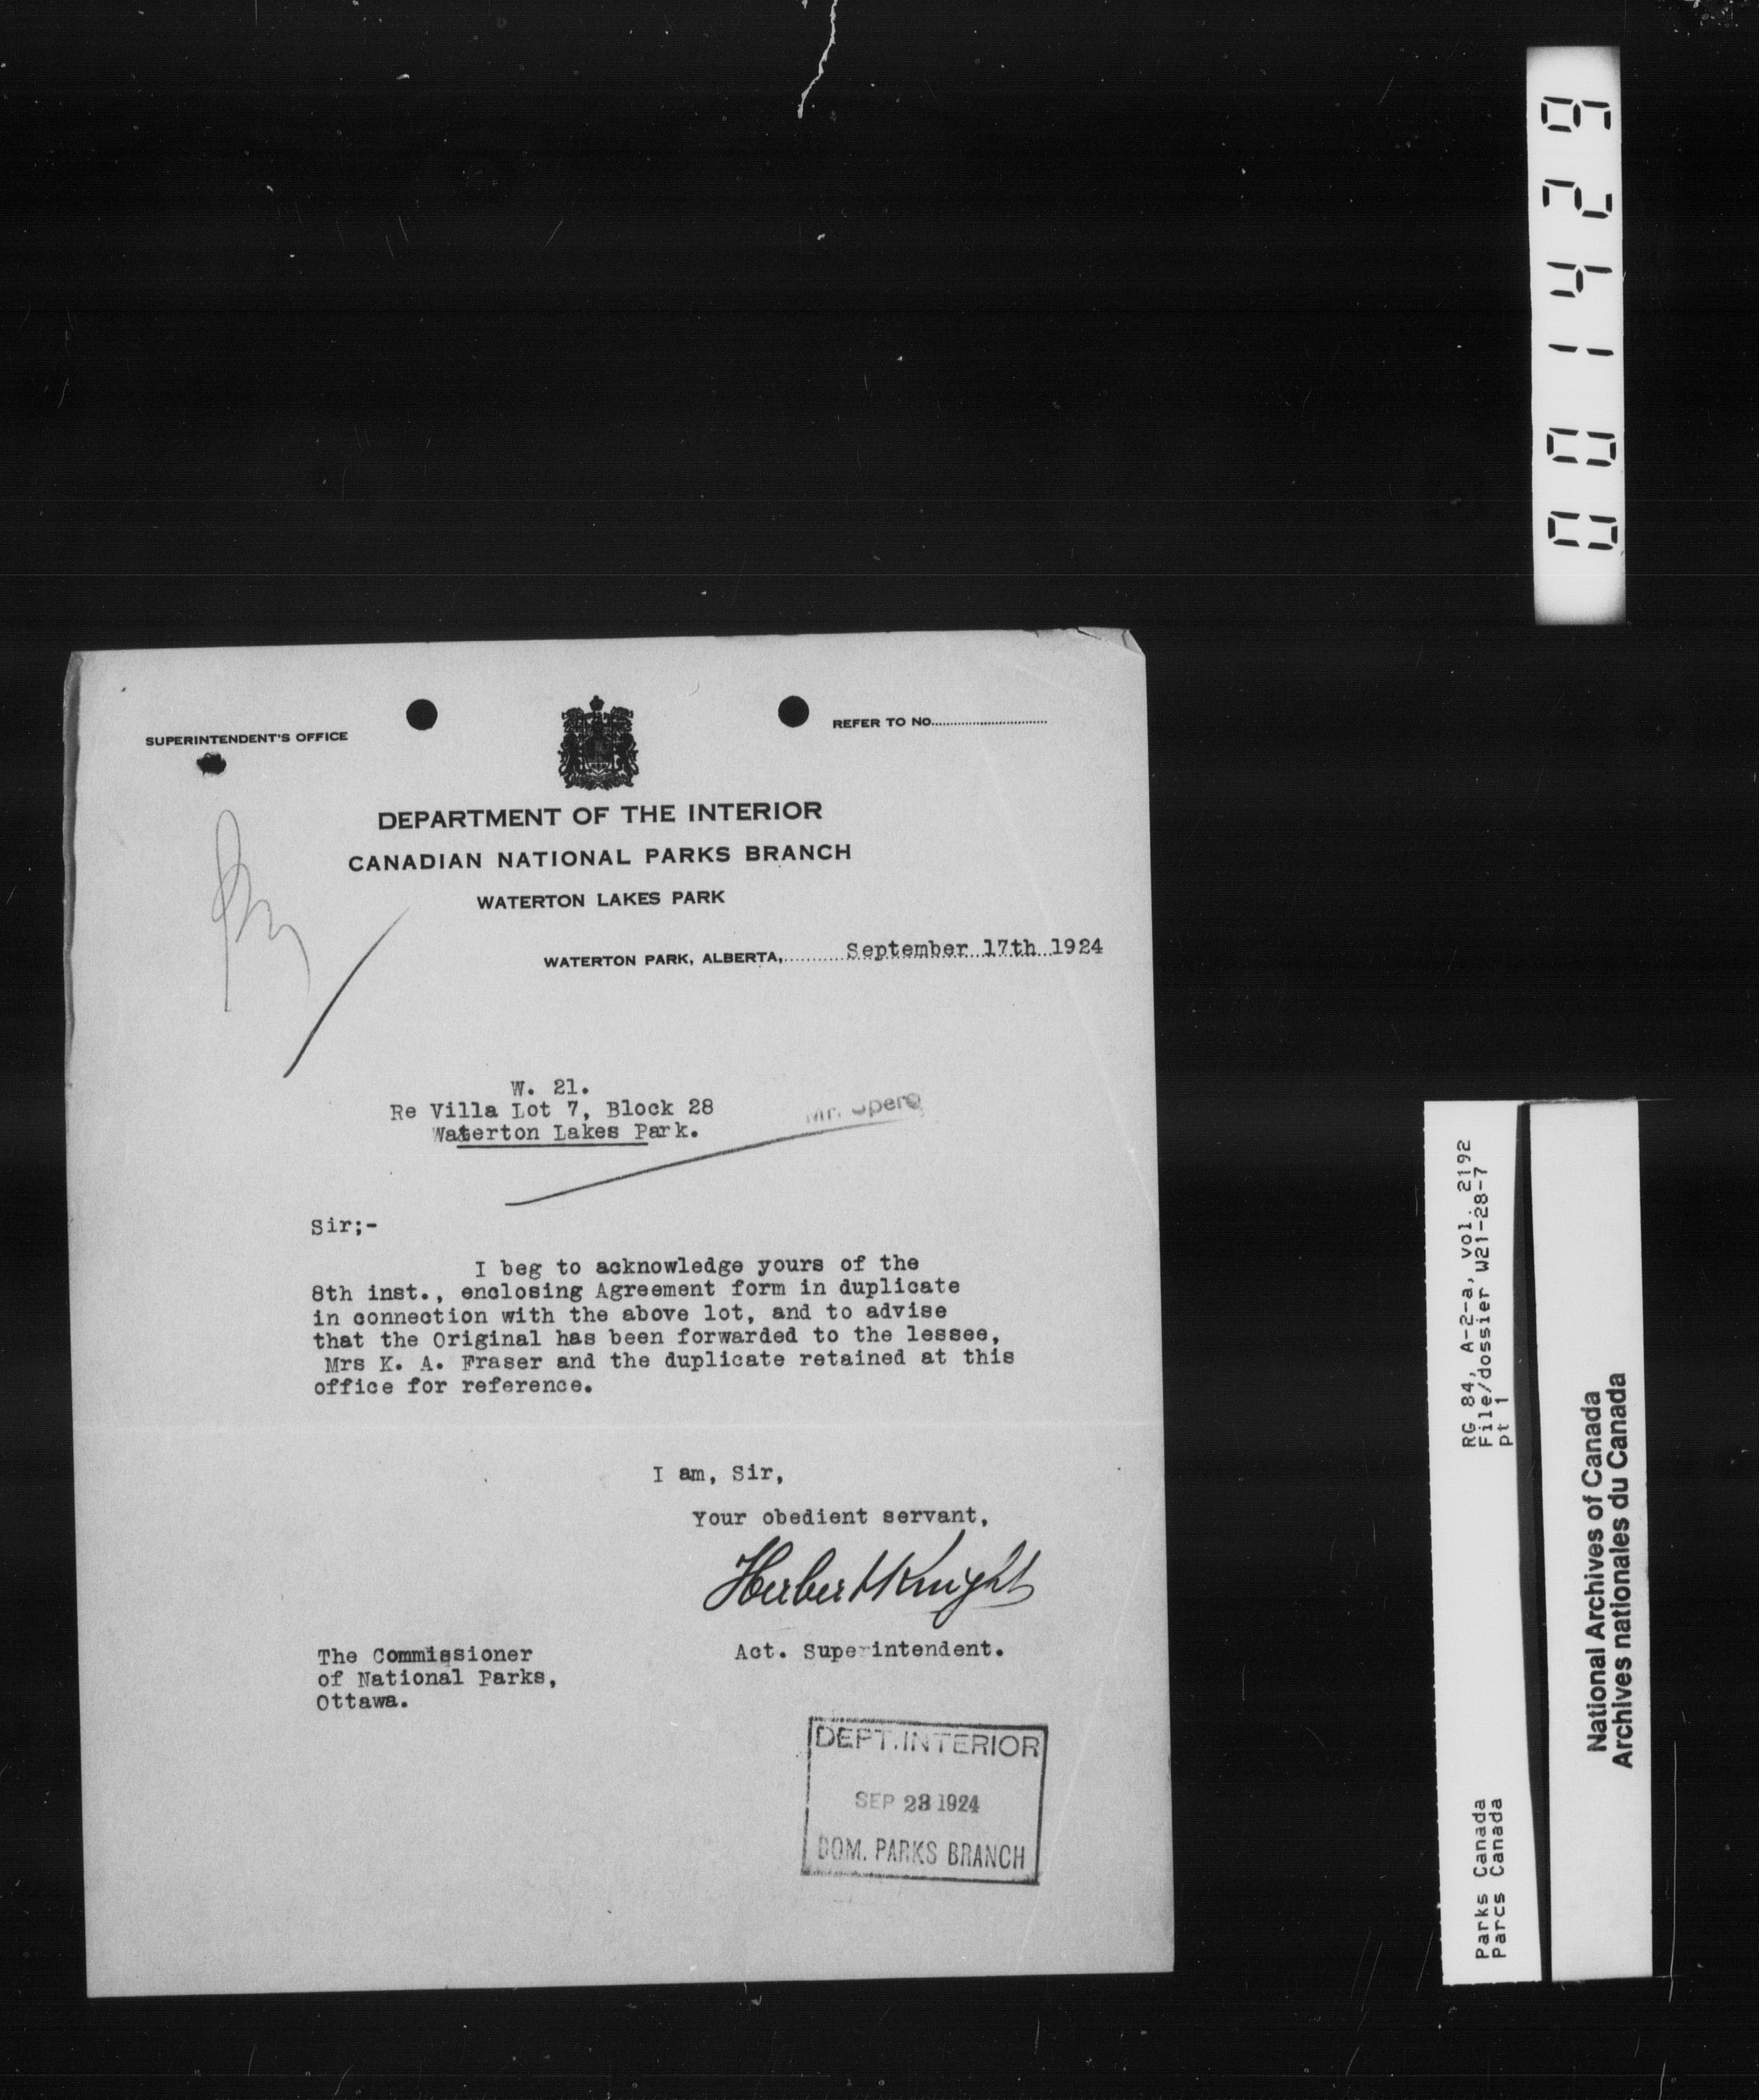 SUPERINTENDENT'S OFFICE
REFER TO NO..............................
DEPARTMENT OF THE INTERIOR
CANADIAN NATIONAL PARKS BRANCH
WATERTON LAKES PARK
WATERTON PARK, ALBERTA, September 17th 1924
W. 21.
Re Villa Lot 7, Block 28
Waterton Lakes Park.
Mr.
Sir;-
I beg to acknowledge yours of the
8th inst., enclosing Agreement form in duplicate
in connection with the above lot, and to advise
that the Original has been forwarded to the lessee,
Mrs K. A. Fraser and the duplicate retained at this
office for reference.
I am, Sir,
Your obedient servant,
Herbert Knight
Act. Superintendent.
The Commissioner
of National Parks,
Ottawa.
DEPT. INTERIOR
SEP 23 1924
DOM. PARKS BRANCH
001429
RG 84, A-2-a, vol. 2192
File/dossier W21-28-7
pt 1
Parks Canada
Parcs Canada
National Archives of Canada
Archives nationales du Canada